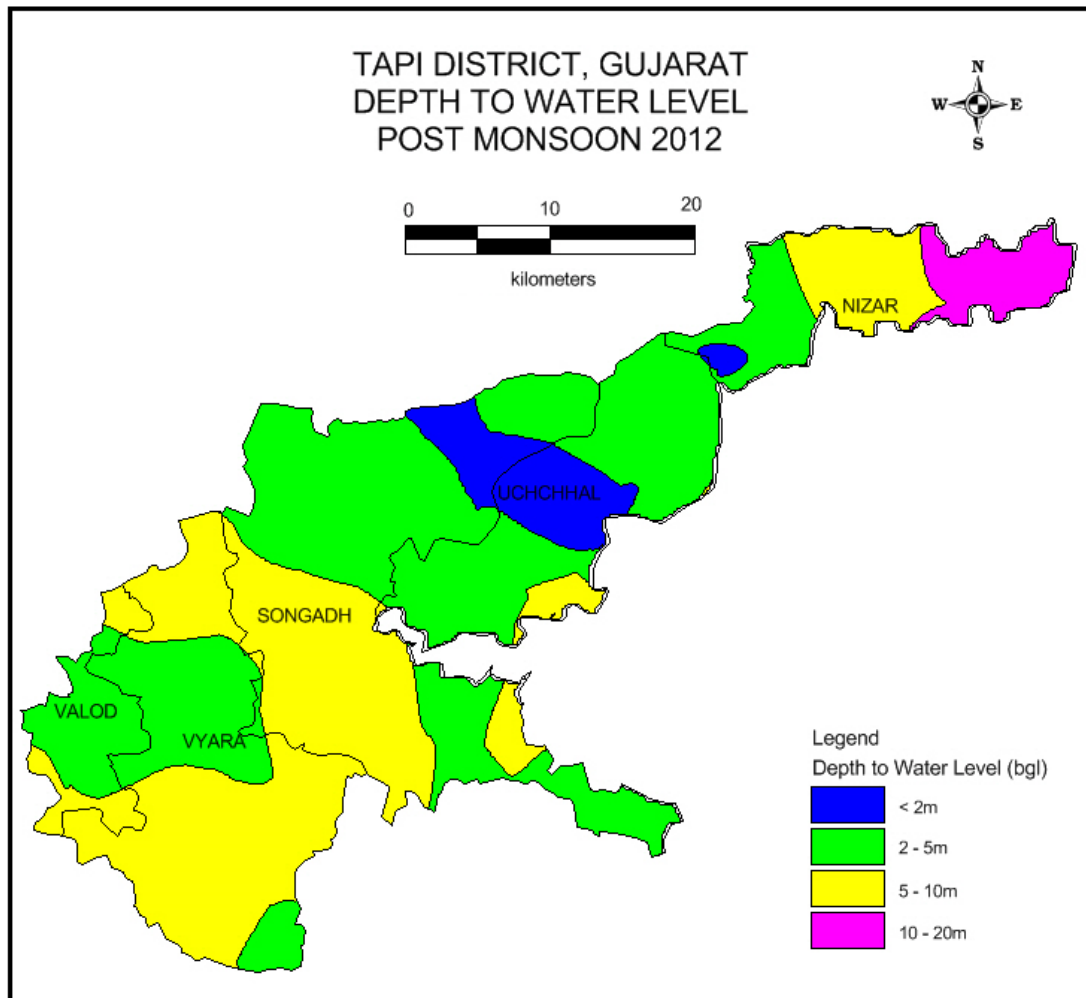 TAPI DISTRICT, GUJARAT
DEPTH TO WATER LEVEL
POST MONSOON 2012
N
W E
S
0 10 20
kilometers
NIZAR
UCHCHHAL
SONGADH
VALOD
VYARA
Legend
Depth to Water Level (bgl)
< 2m
2 - 5m
5 - 10m
10 - 20m